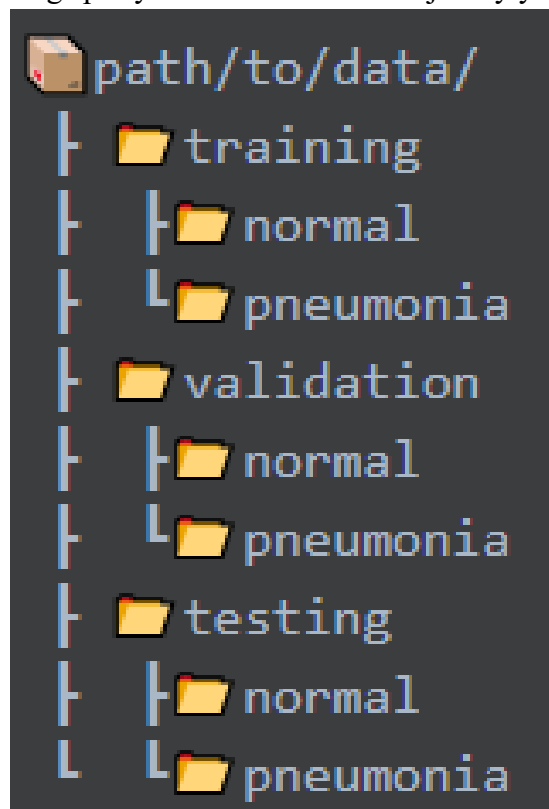 path/to/data/
├ training
├ ├ normal
├ └ pneumonia
├ validation
├ ├ normal
├ └ pneumonia
├ testing
├ ├ normal
└ └ pneumonia